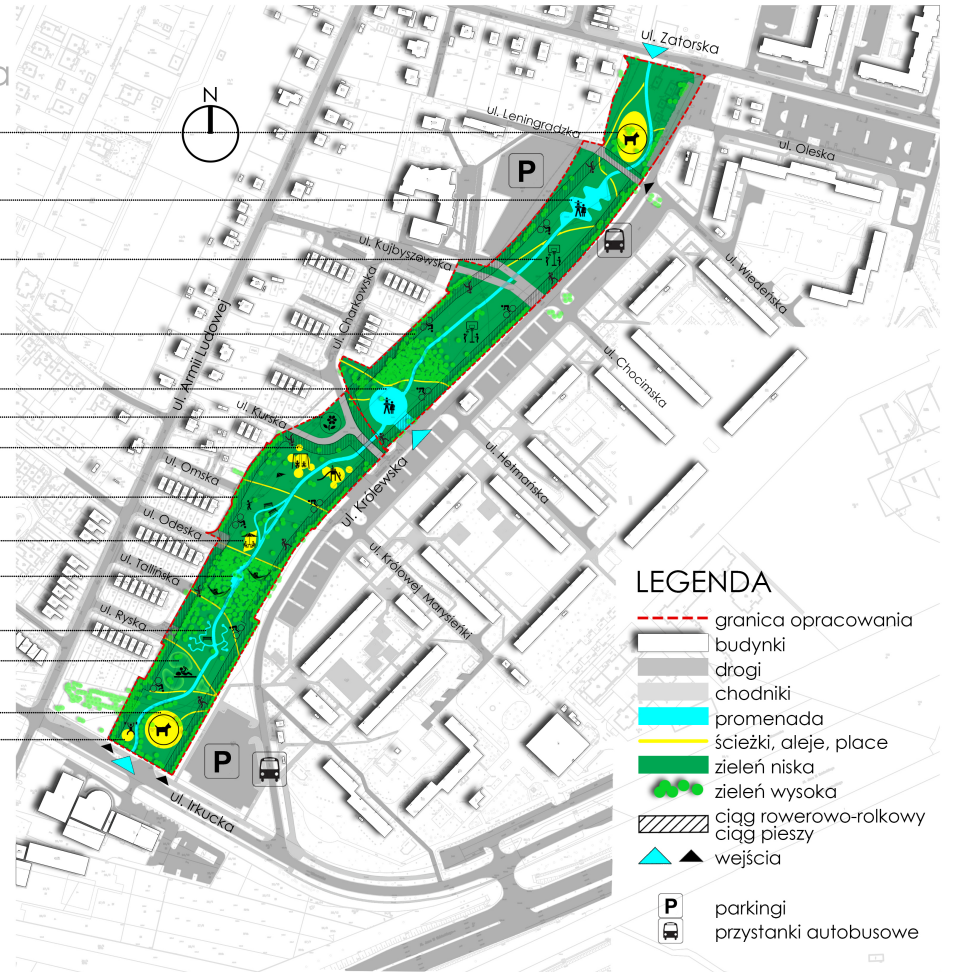 a
ul. Zatorska
N
ul. Leningradzka
P
ul. Oleska
ul. Kujbyszewska
ul. Wiedeńska
ul. Charkowska
ul. Armii Ludowej
ul. Chocimska
ul. Kurska
ul. Omska
ul. Królewska
ul. Hetmańska
ul. Odeska
ul. Tallińska
ul. Królowej Marysieńki
ul. Ryska
P
ul. Irkucka
LEGENDA
granica opracowania
budynki
drogi
chodniki
promenada
ścieżki, aleje, place
zieleń niska
zieleń wysoka
ciąg rowerowo-rolkowy
ciąg pieszy
wejścia
P parkingi
przystanki autobusowe